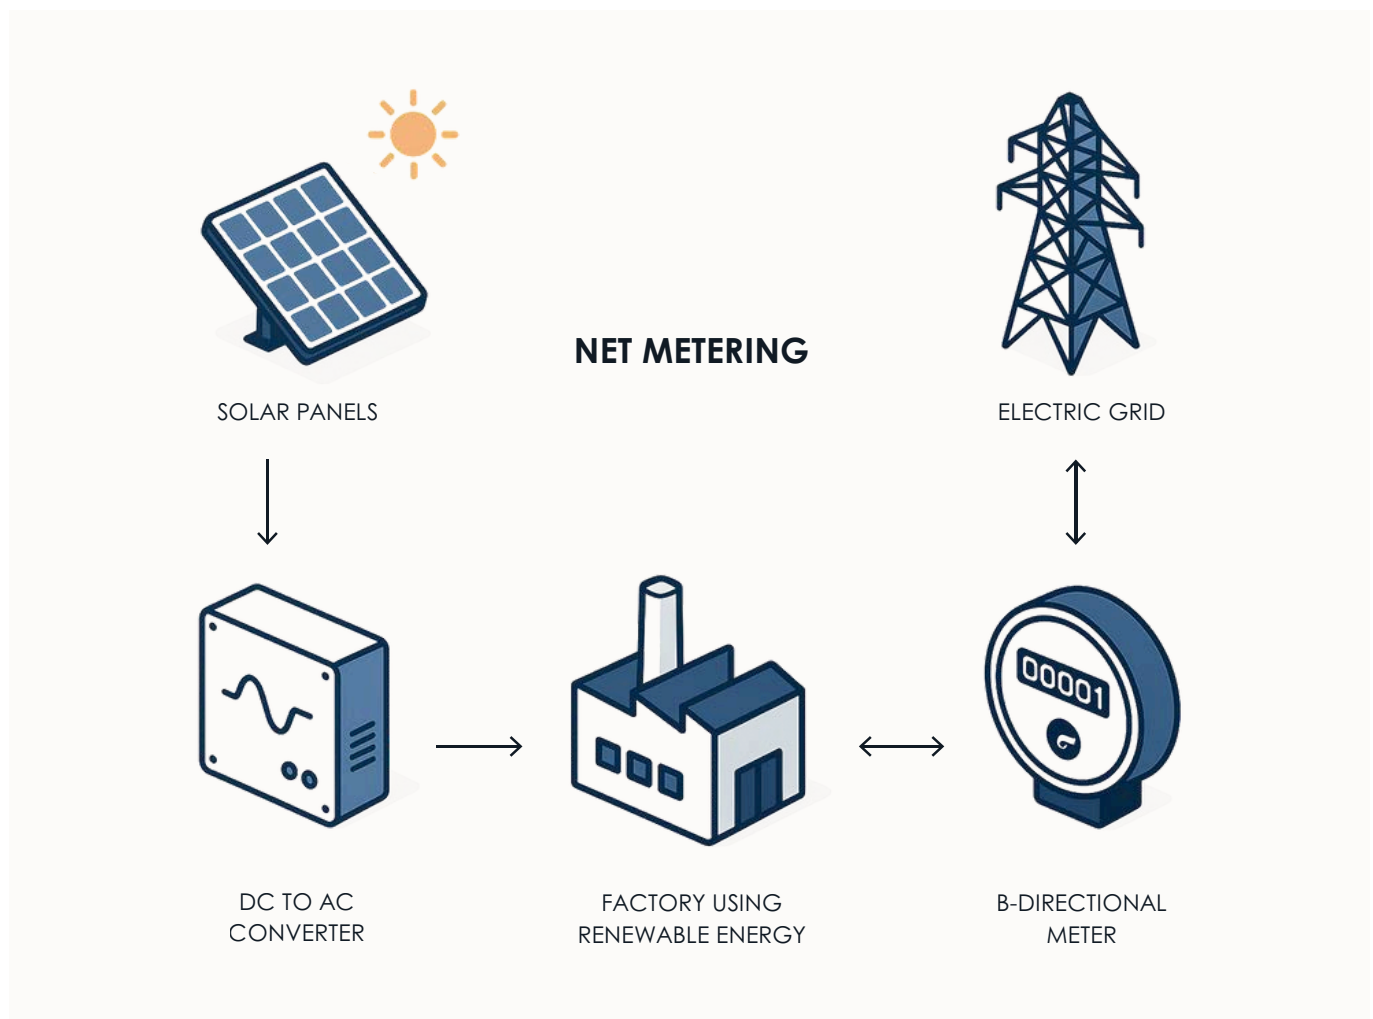 NET METERING
SOLAR PANELS
ELECTRIC GRID
00001
DC TO AC
CONVERTER
FACTORY USING
RENEWABLE ENERGY
B-DIRECTIONAL
METER